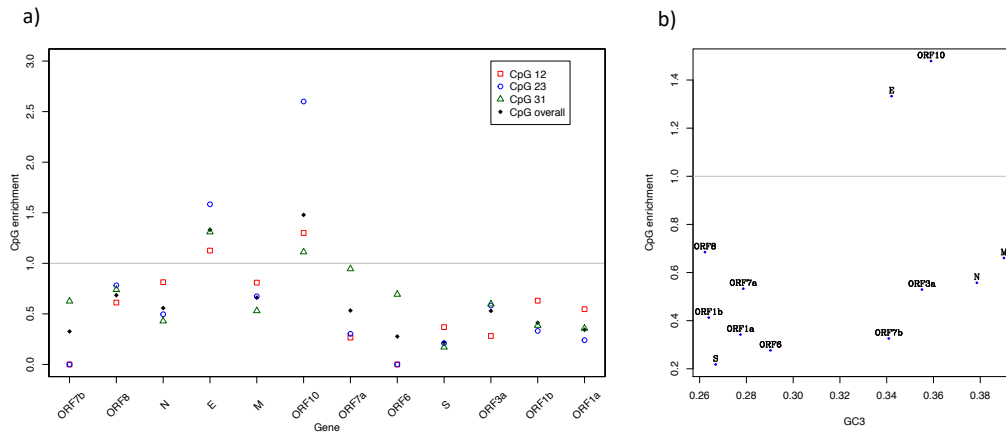 a)
3.0
2.5
2.0
1.5
1.0
0.5
0.0
CpG enrichment
CpG 12
CpG 23
CpG 31
CpG overall
ORF7b
ORF8
N
E
M
ORF10
ORF7a
ORF6
S
ORF3a
ORF1b
ORF1a
Gene
b)
1.4
1.2
1.0
0.8
0.6
0.4
0.2
CpG enrichment
ORF10
E
ORF8
M
N
ORF7a
ORF3a
ORF1b
ORF1a
ORF7b
ORF6
S
0.26
0.28
0.30
0.32
0.34
0.36
0.38
GC3